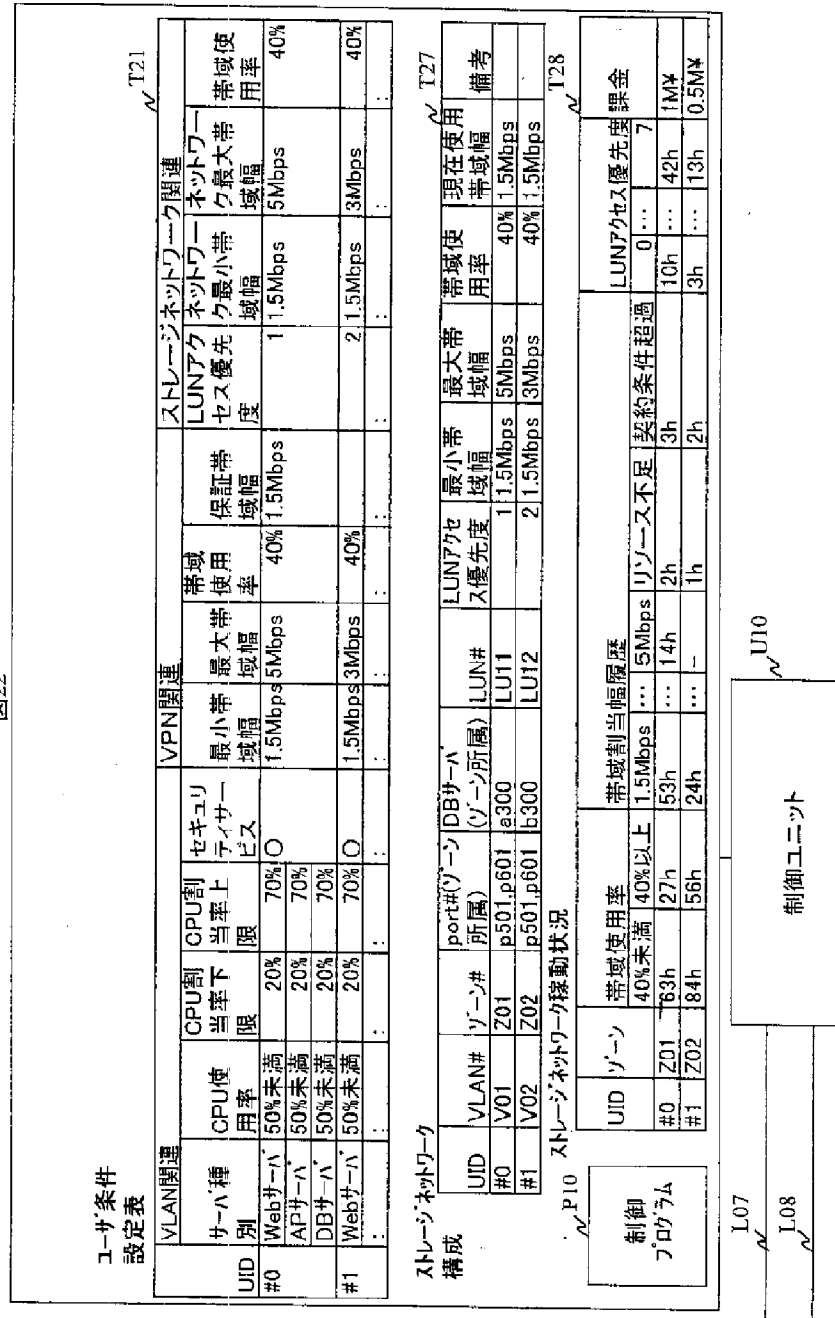 図22
ユーザ条件
設定表
T21
VLAN関連 VPN関連 ストレージネットワーク関連
UID サーバ種別 CPU使用率 CPU割当率下限 CPU割当率上限 セキュリティサービス 最小帯域幅 最大帯域幅 帯域使用率 保証帯域幅 LUNアクセス優先度 ネットワーク最小帯域幅 ネットワーク最大帯域幅 帯域使用率
#0 Webサーバ 50%未満 20% 70% ○ 1.5Mbps 5Mbps 40% 1.5Mbps 1 1.5Mbps 5Mbps 40%
APサーバ 50%未満 20% 70%
DBサーバ 50%未満 20% 70%
#1 Webサーバ 50%未満 20% 70% ○ 1.5Mbps 3Mbps 40% 2 1.5Mbps 3Mbps 40%
: : : : : : : : : : : : :
ストレージネットワーク
構成
T27
UID VLAN# ゾーン# port#(ゾーン所属) DBサーバ(ゾーン所属) LUN# LUNアクセス優先度 最小帯域幅 最大帯域幅 帯域使用率 現在使用帯域幅 備考
#0 V01 Z01 p501,p601 a300 LU11 1 1.5Mbps 5Mbps 40% 1.5Mbps
#1 V02 Z02 p501,p601 b300 LU12 2 1.5Mbps 3Mbps 40% 1.5Mbps
ストレージネットワーク稼動状況
T28
UID ゾーン 帯域使用率 帯域割当幅履歴 LUNアクセス優先度 課金
40%未満 40%以上 1.5Mbps … 5Mbps リソース不足 契約条件超過 0 … 7
#0 Z01 63h 27h 53h … 14h 2h 3h 10h … 42h 1M¥
#1 Z02 84h 56h 24h … – 1h 2h 3h … 13h 0.5M¥
P10
制御
プログラム
U10
制御ユニット
L07
L08